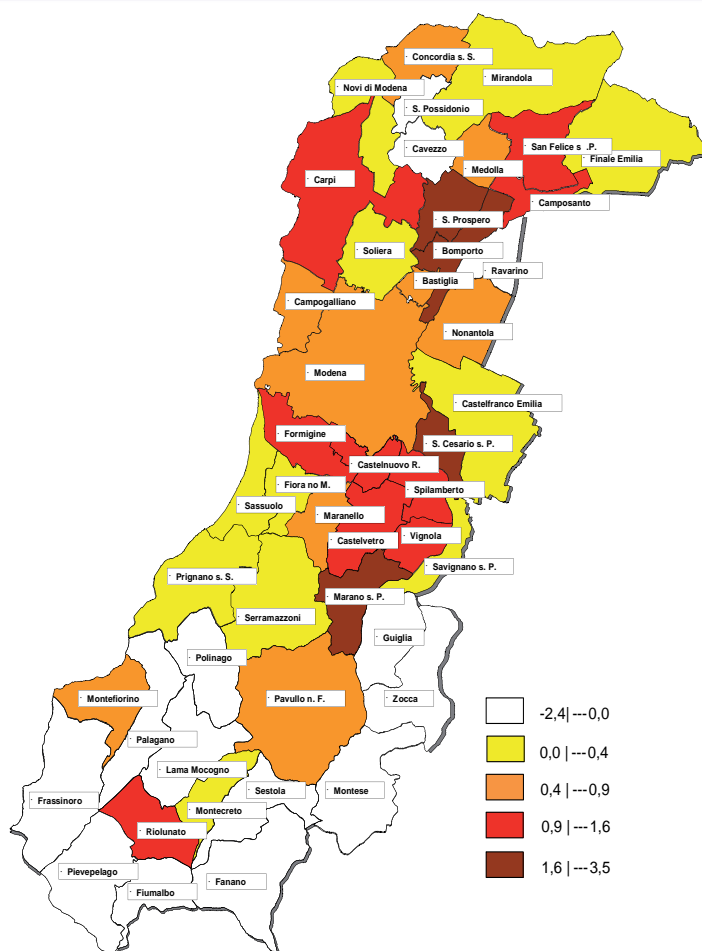 Concordia s. S.
Mirandola
Novi di Modena
S. Possidonio
Cavezzo
San Felice s .P.
Finale Emilia
Medolla
Carpi
Camposanto
S. Prospero
Soliera
Bomporto
Ravarino
Bastiglia
Campogalliano
Nonantola
Modena
Castelfranco Emilia
Formigine
S. Cesario s. P.
Castelnuovo R.
Fiora no M.
Spilamberto
Sassuolo
Maranello
Vignola
Castelvetro
Savignano s. P.
Prignano s. S.
Marano s. P.
Serramazzoni
Guiglia
Polinago
Montefiorino
Pavullo n. F.
Zocca
-2,4|---0,0
Palagano
0,0 |---0,4
Lama Mocogno
Sestola
Montese
0,4 |---0,9
Frassinoro
Montecreto
Riolunato
0,9 |---1,6
Pievepelago
1,6 |---3,5
Fanano
Fiumalbo